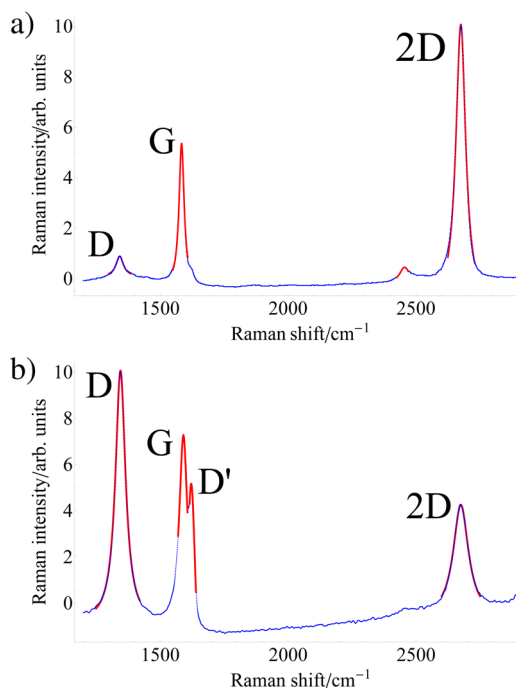 a)
10
8
6
4
2
0
Raman intensity/arb. units
D
G
2D
1500
2000
2500
Raman shift/cm⁻¹
b)
10
8
6
4
2
0
Raman intensity/arb. units
D
G
D'
2D
1500
2000
2500
Raman shift/cm⁻¹